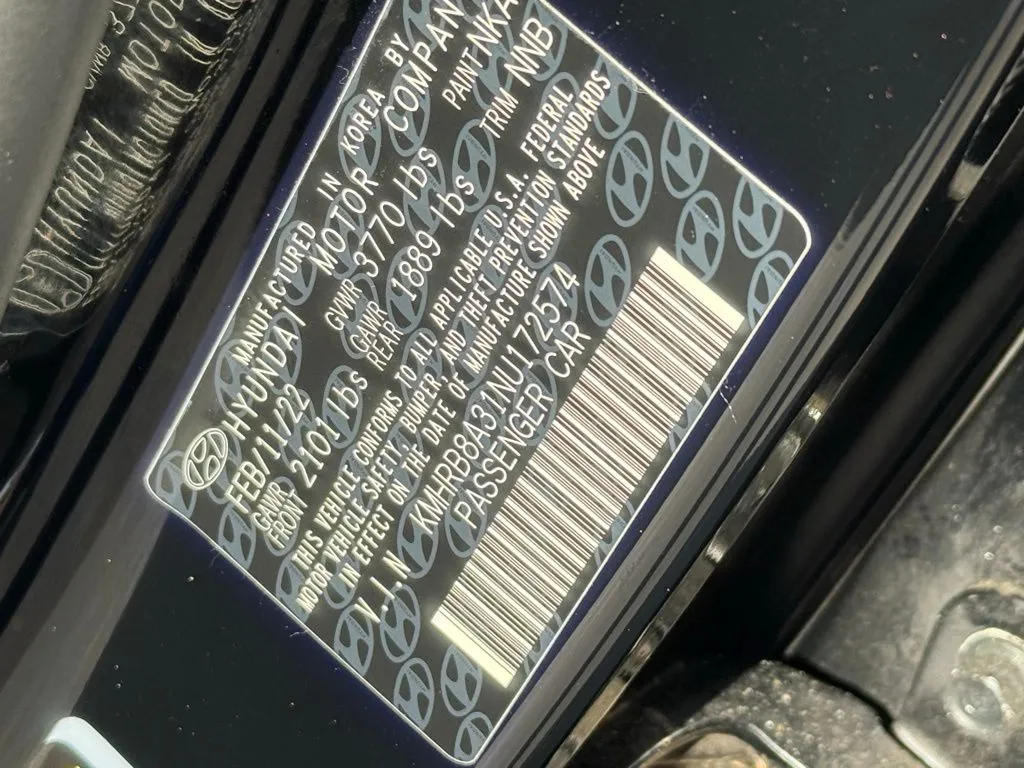 MANUFACTURED IN KOREA BY
HYUNDAI MOTOR COMPAN
FEB/11/22 GVWR 3770 lbs PAINT NKA
GAWR FRONT 2101 lbs GAWR REAR 1889 lbs TRIM NNB
THIS VEHICLE CONFORMS TO ALL APPLICABLE U.S.A. FEDERAL
MOTOR VEHICLE SAFETY, BUMPER, AND THEFT PREVENTION STANDARDS
IN EFFECT ON THE DATE OF MANUFACTURE SHOWN ABOVE
V.I.N KMHRB8A31NU172574
PASSENGER CAR